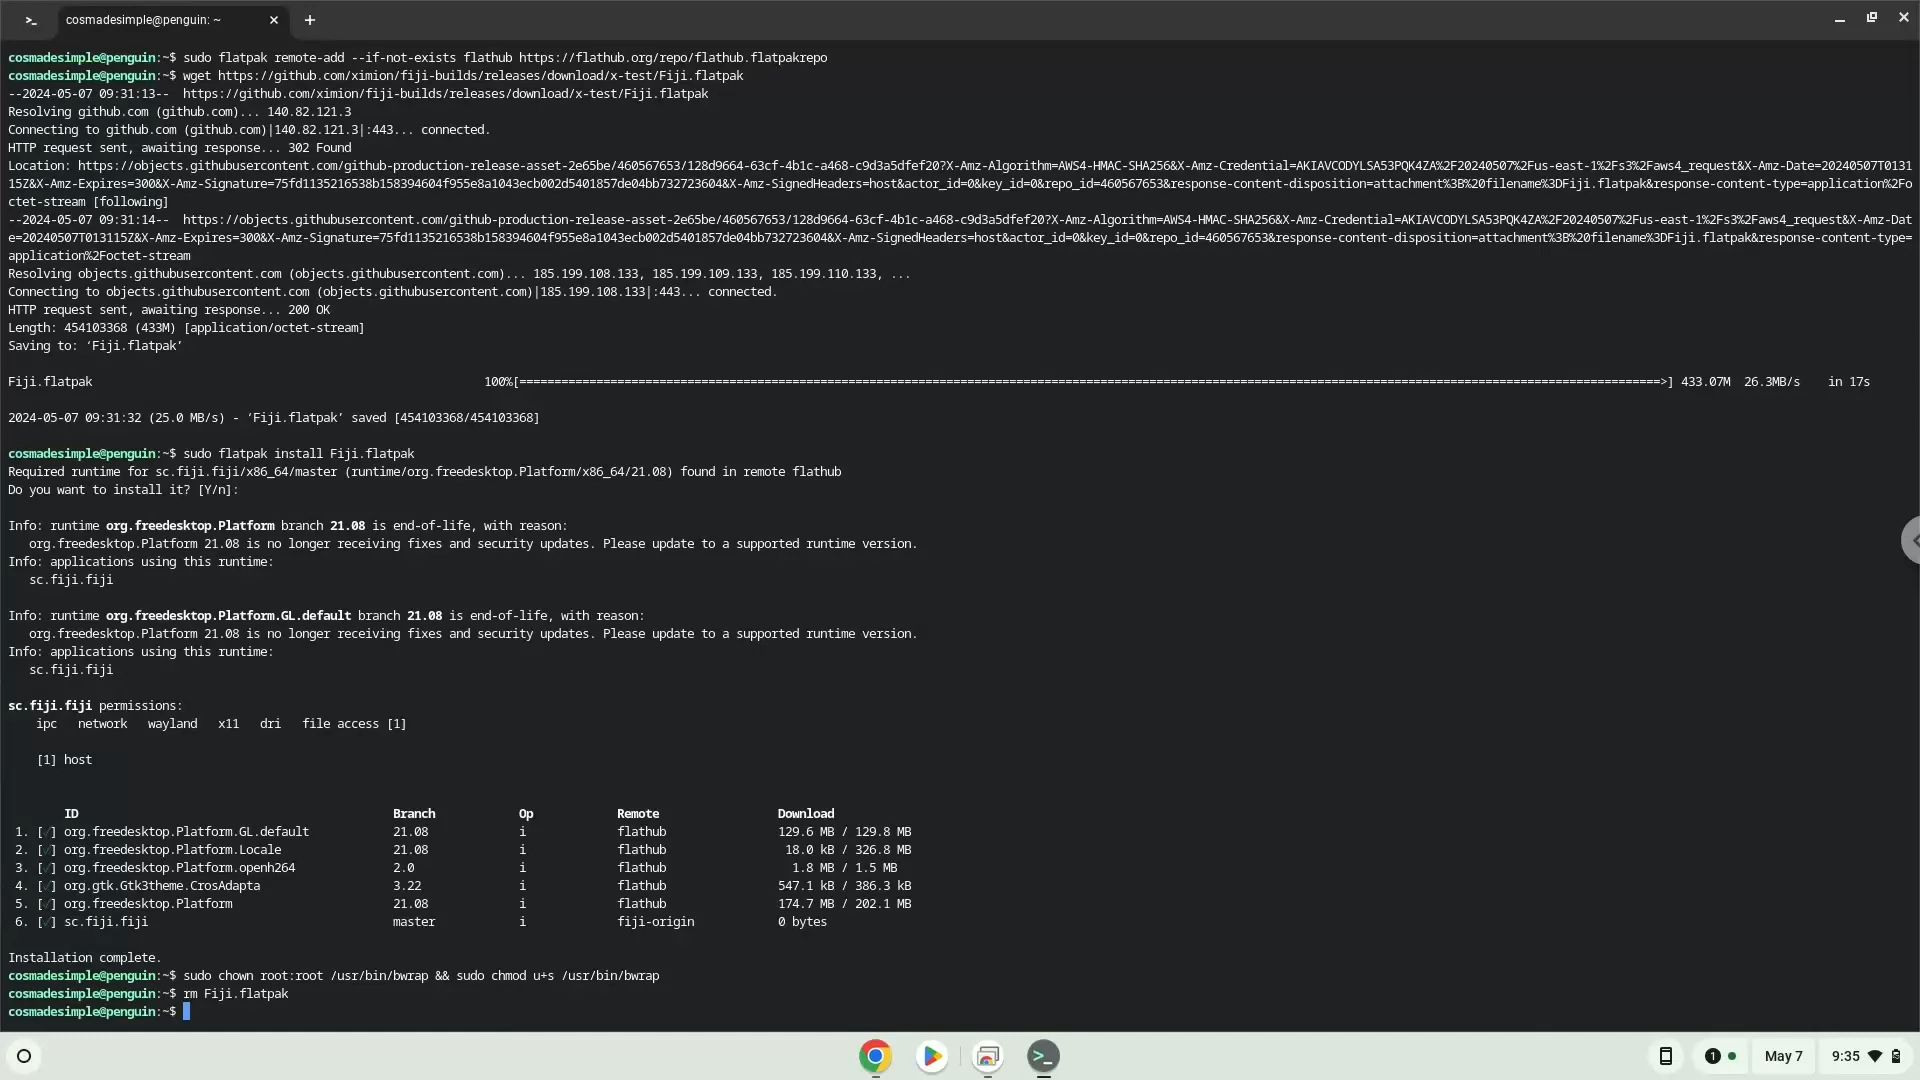 cosmadesimple@penguin: ~
cosmadesimple@penguin:~$ sudo flatpak remote-add --if-not-exists flathub https://flathub.org/repo/flathub.flatpakrepo
cosmadesimple@penguin:~$ wget https://github.com/ximion/fiji-builds/releases/download/x-test/Fiji.flatpak
--2024-05-07 09:31:13--  https://github.com/ximion/fiji-builds/releases/download/x-test/Fiji.flatpak
Resolving github.com (github.com)... 140.82.121.3
Connecting to github.com (github.com)|140.82.121.3|:443... connected.
HTTP request sent, awaiting response... 302 Found
Location: https://objects.githubusercontent.com/github-production-release-asset-2e65be/460567653/128d9664-63cf-4b1c-a468-c9d3a5dfef20?X-Amz-Algorithm=AWS4-HMAC-SHA256&X-Amz-Credential=AKIAVCODYLSA53PQK4ZA%2F20240507%2Fus-east-1%2Fs3%2Faws4_request&X-Amz-Date=20240507T0131
15Z&X-Amz-Expires=300&X-Amz-Signature=75fd1135216538b158394604f955e8a1043ecb002d5401857de04bb732723604&X-Amz-SignedHeaders=host&actor_id=0&key_id=0&repo_id=460567653&response-content-disposition=attachment%3B%20filename%3DFiji.flatpak&response-content-type=application%2Fo
ctet-stream [following]
--2024-05-07 09:31:14--  https://objects.githubusercontent.com/github-production-release-asset-2e65be/460567653/128d9664-63cf-4b1c-a468-c9d3a5dfef20?X-Amz-Algorithm=AWS4-HMAC-SHA256&X-Amz-Credential=AKIAVCODYLSA53PQK4ZA%2F20240507%2Fus-east-1%2Fs3%2Faws4_request&X-Amz-Dat
e=20240507T013115Z&X-Amz-Expires=300&X-Amz-Signature=75fd1135216538b158394604f955e8a1043ecb002d5401857de04bb732723604&X-Amz-SignedHeaders=host&actor_id=0&key_id=0&repo_id=460567653&response-content-disposition=attachment%3B%20filename%3DFiji.flatpak&response-content-type=
application%2Foctet-stream
Resolving objects.githubusercontent.com (objects.githubusercontent.com)... 185.199.108.133, 185.199.109.133, 185.199.110.133, ...
Connecting to objects.githubusercontent.com (objects.githubusercontent.com)|185.199.108.133|:443... connected.
HTTP request sent, awaiting response... 200 OK
Length: 454103368 (433M) [application/octet-stream]
Saving to: ‘Fiji.flatpak’
Fiji.flatpak 100%[===================================================================================================================================================================>] 433.07M  26.3MB/s    in 17s
2024-05-07 09:31:32 (25.0 MB/s) - ‘Fiji.flatpak’ saved [454103368/454103368]
cosmadesimple@penguin:~$ sudo flatpak install Fiji.flatpak
Required runtime for sc.fiji.fiji/x86_64/master (runtime/org.freedesktop.Platform/x86_64/21.08) found in remote flathub
Do you want to install it? [Y/n]:
Info: runtime org.freedesktop.Platform branch 21.08 is end-of-life, with reason:
org.freedesktop.Platform 21.08 is no longer receiving fixes and security updates. Please update to a supported runtime version.
Info: applications using this runtime:
sc.fiji.fiji
Info: runtime org.freedesktop.Platform.GL.default branch 21.08 is end-of-life, with reason:
org.freedesktop.Platform 21.08 is no longer receiving fixes and security updates. Please update to a supported runtime version.
Info: applications using this runtime:
sc.fiji.fiji
sc.fiji.fiji permissions:
ipc   network   wayland   x11   dri   file access [1]
[1] host
ID   Branch   Op   Remote   Download
1. [✓] org.freedesktop.Platform.GL.default   21.08   i   flathub   129.6 MB / 129.8 MB
2. [✓] org.freedesktop.Platform.Locale   21.08   i   flathub   18.0 kB / 326.8 MB
3. [✓] org.freedesktop.Platform.openh264   2.0   i   flathub   1.8 MB / 1.5 MB
4. [✓] org.gtk.Gtk3theme.CrosAdapta   3.22   i   flathub   547.1 kB / 386.3 kB
5. [✓] org.freedesktop.Platform   21.08   i   flathub   174.7 MB / 202.1 MB
6. [✓] sc.fiji.fiji   master   i   fiji-origin   0 bytes
Installation complete.
cosmadesimple@penguin:~$ sudo chown root:root /usr/bin/bwrap && sudo chmod u+s /usr/bin/bwrap
cosmadesimple@penguin:~$ rm Fiji.flatpak
cosmadesimple@penguin:~$
1   May 7   9:35